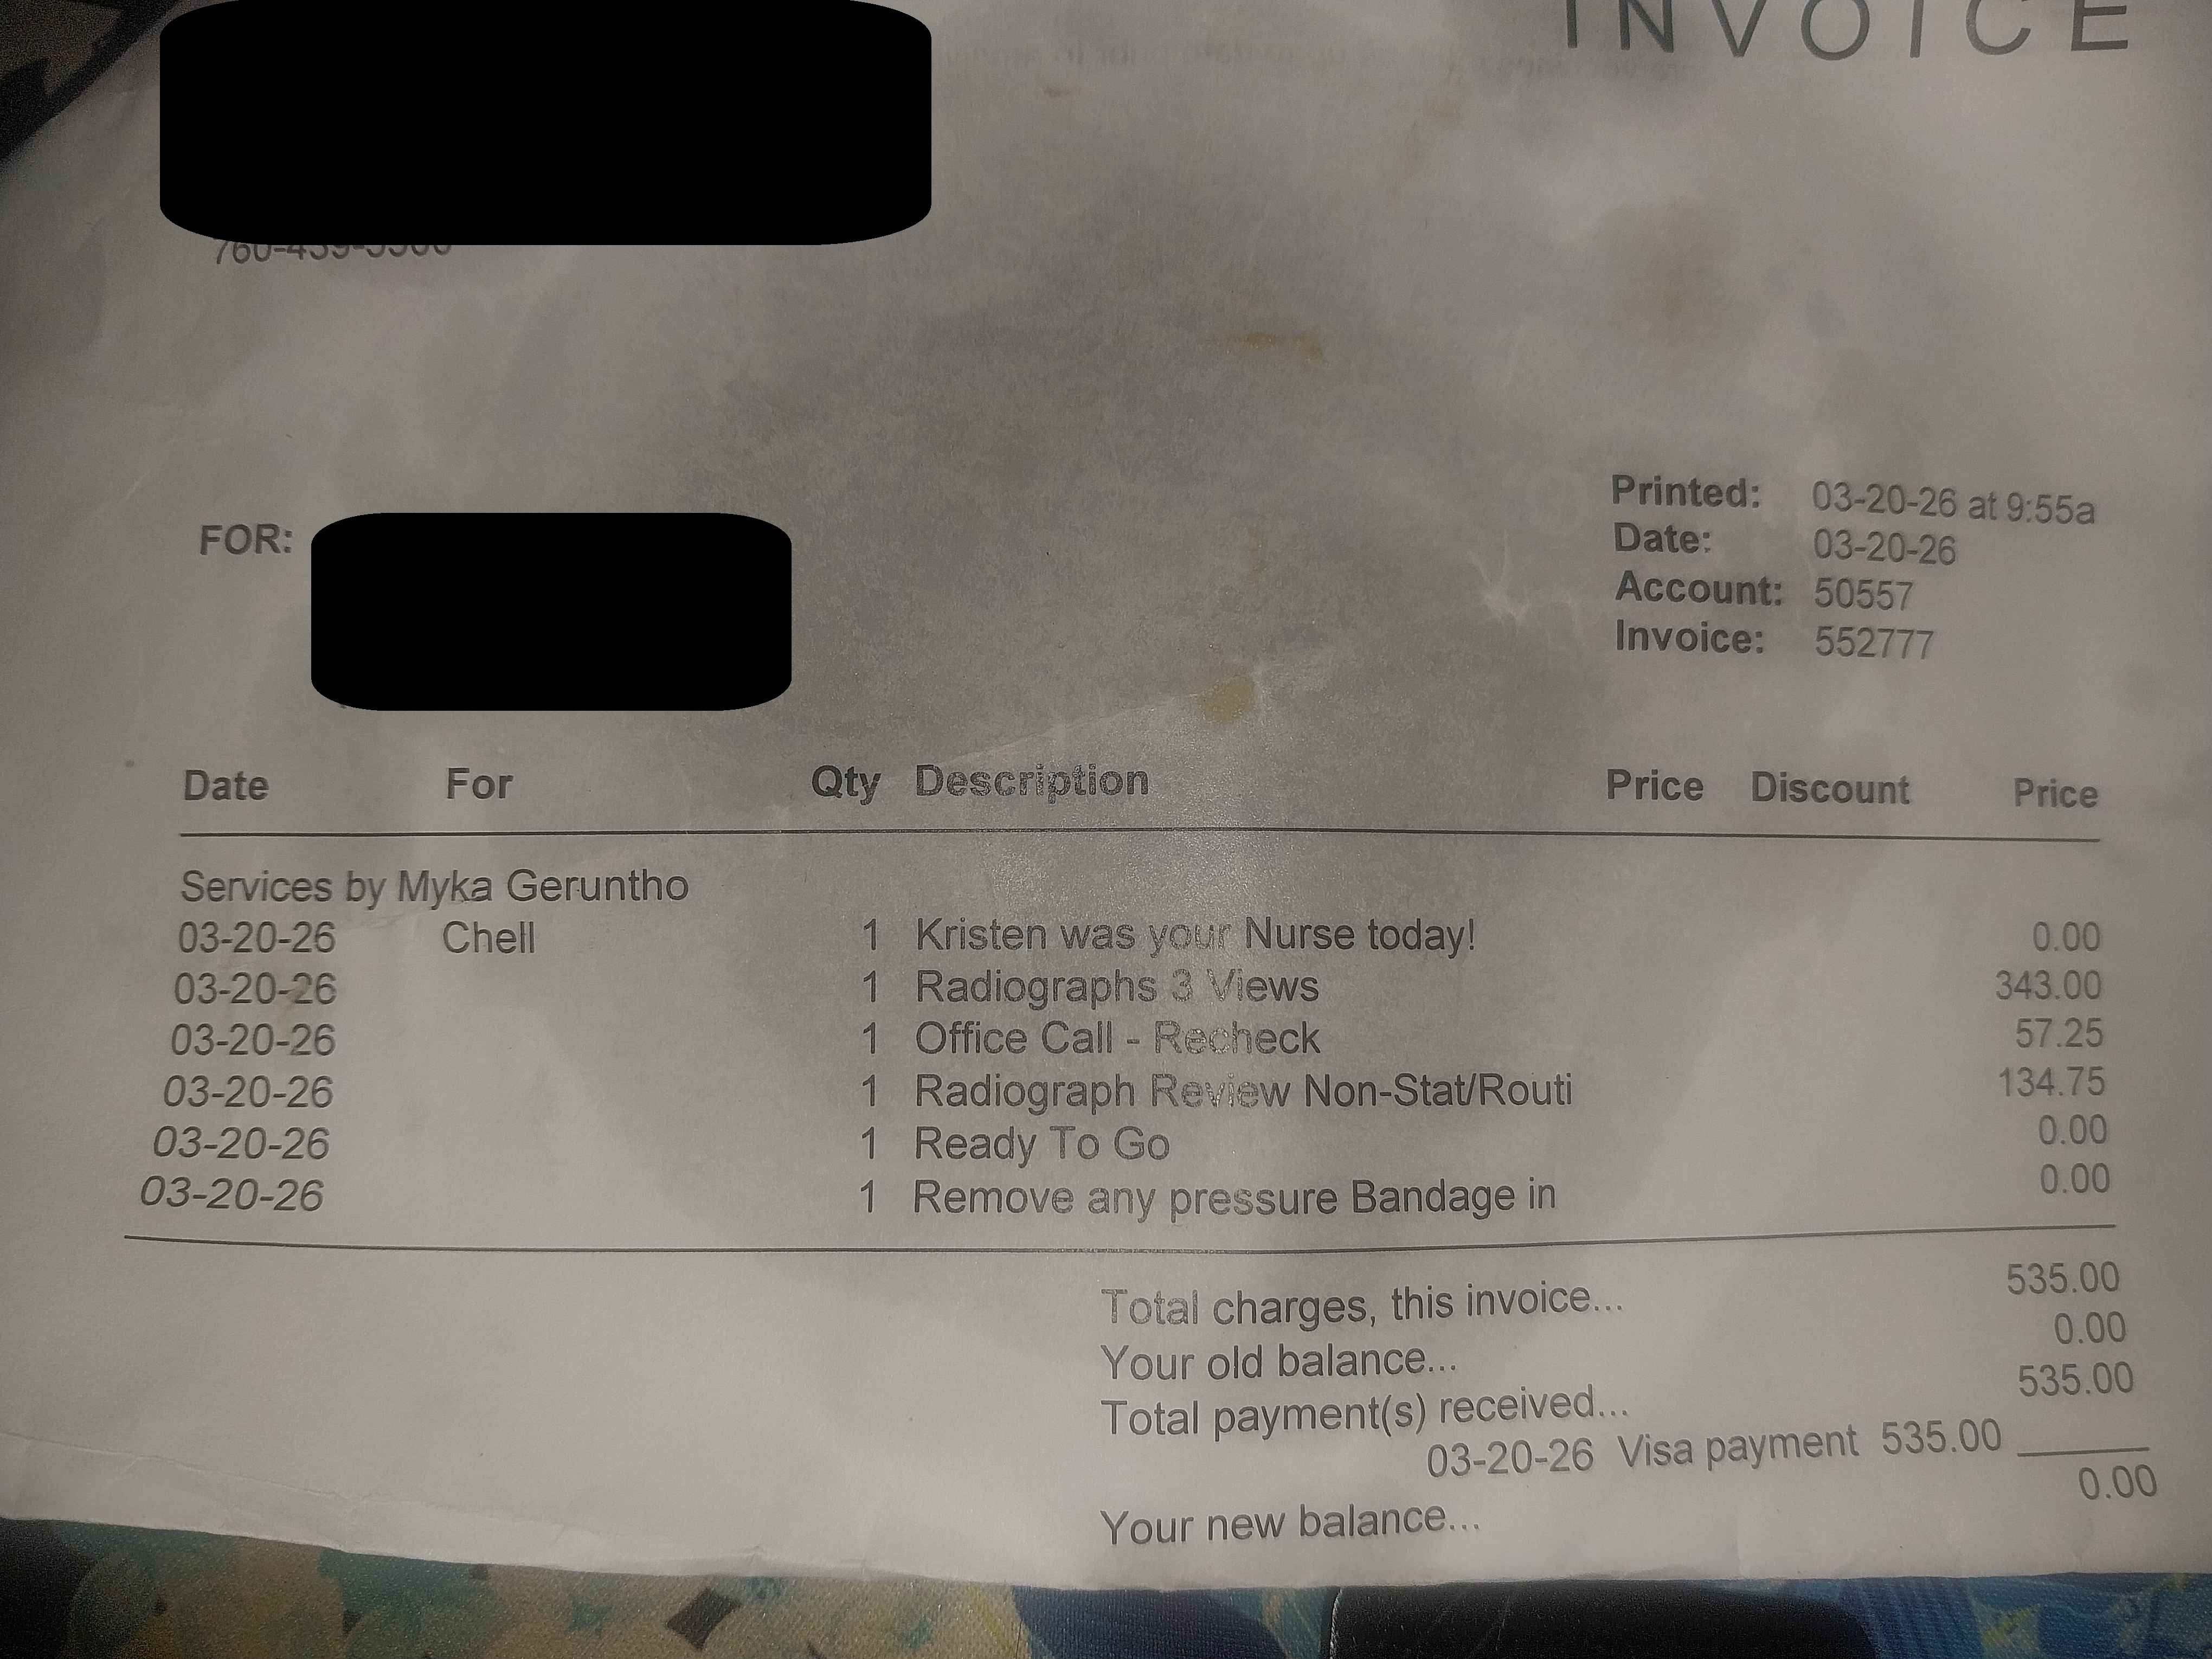 INVOICE
FOR:
Printed: 03-20-26 at 9:55a
Date: 03-20-26
Account: 50557
Invoice: 552777
Date For Qty Description Price Discount Price
Services by Myka Geruntho
03-20-26 Chell 1 Kristen was your Nurse today! 0.00
03-20-26 1 Radiographs 3 Views 343.00
03-20-26 1 Office Call - Recheck 57.25
03-20-26 1 Radiograph Review Non-Stat/Routi 134.75
03-20-26 1 Ready To Go 0.00
03-20-26 1 Remove any pressure Bandage in 0.00
Total charges, this invoice... 535.00
Your old balance... 0.00
Total payment(s) received... 535.00
03-20-26 Visa payment 535.00
Your new balance... 0.00